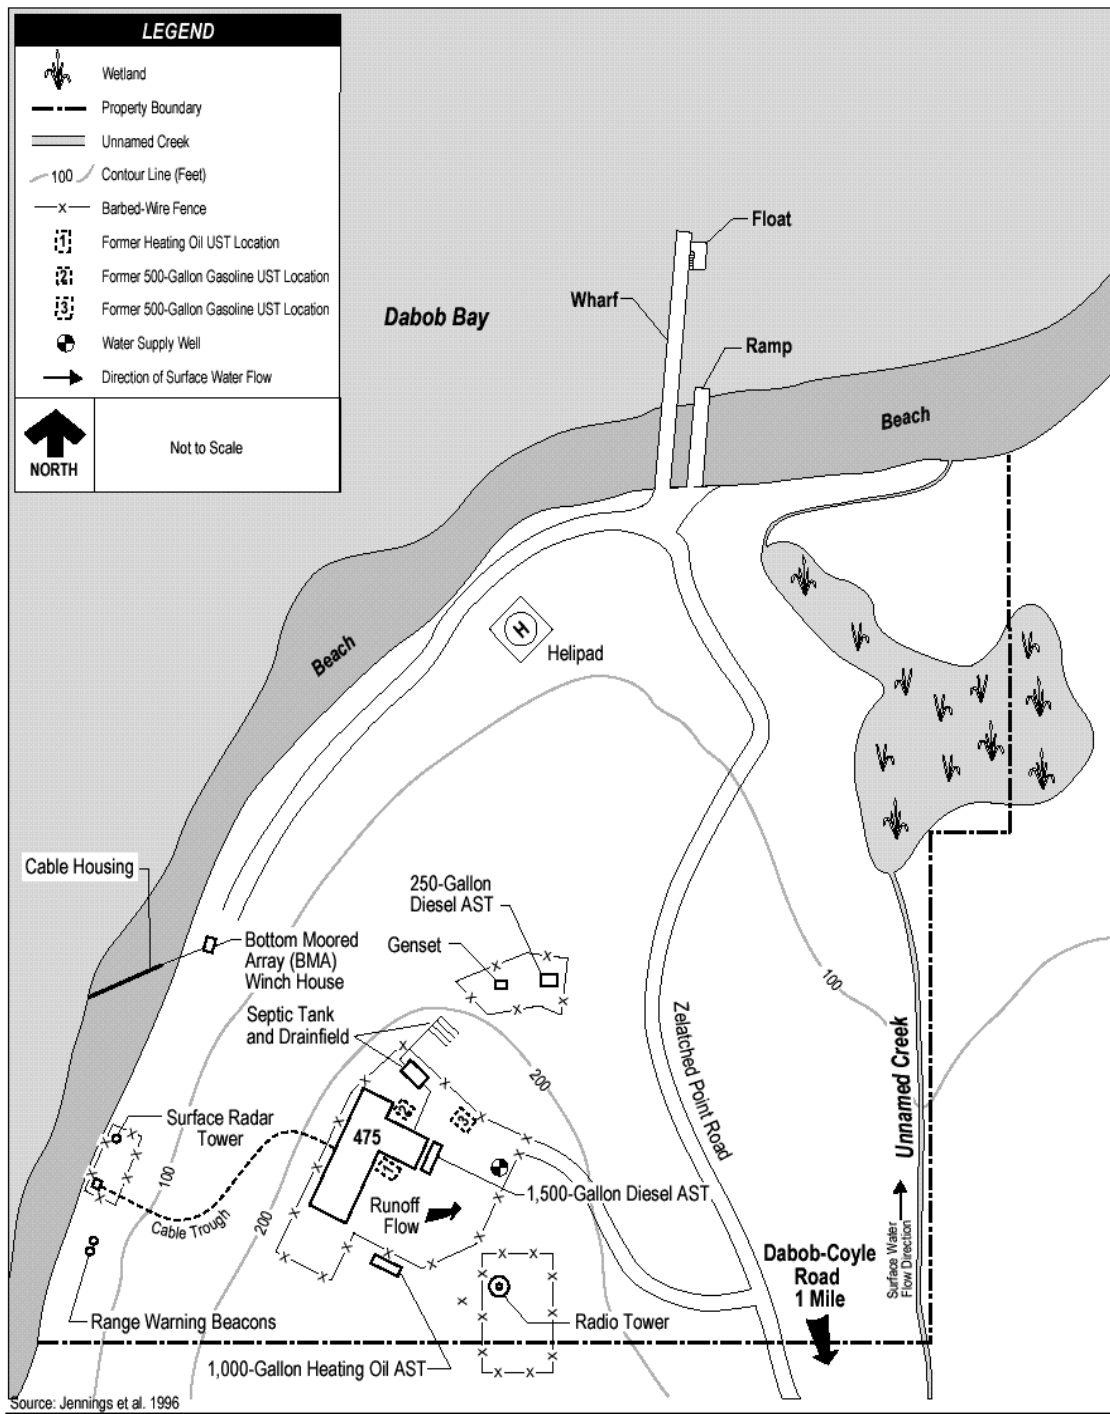 LEGEND
Wetland
Property Boundary
Unnamed Creek
100
Contour Line (Feet)
x
Barbed-Wire Fence
1
Former Heating Oil UST Location
2
Former 500-Gallon Gasoline UST Location
3
Former 500-Gallon Gasoline UST Location
Water Supply Well
Direction of Surface Water Flow
NORTH
Not to Scale
Float
Wharf
Dabob Bay
Ramp
Beach
Beach
H
Helipad
Cable Housing
250-Gallon
Diesel AST
Genset
Bottom Moored
Array (BMA)
Winch House
Septic Tank
and Drainfield
100
200
Zelatched Point Road
Unnamed Creek
Surface Radar
Tower
475
2
3
1
1,500-Gallon Diesel AST
Runoff
Flow
100
200
Cable Trough
Dabob-Coyle
Road
1 Mile
Surface Water
Flow Direction
Range Warning Beacons
Radio Tower
1,000-Gallon Heating Oil AST
Source: Jennings et al. 1996